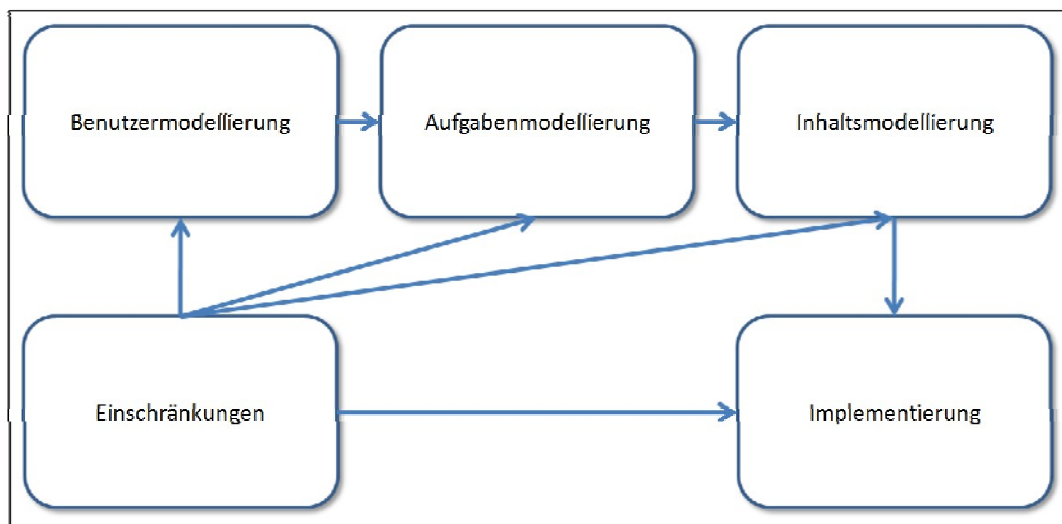 Benutzermodellierung
Aufgabenmodellierung
Inhaltsmodellierung
Einschränkungen
Implementierung